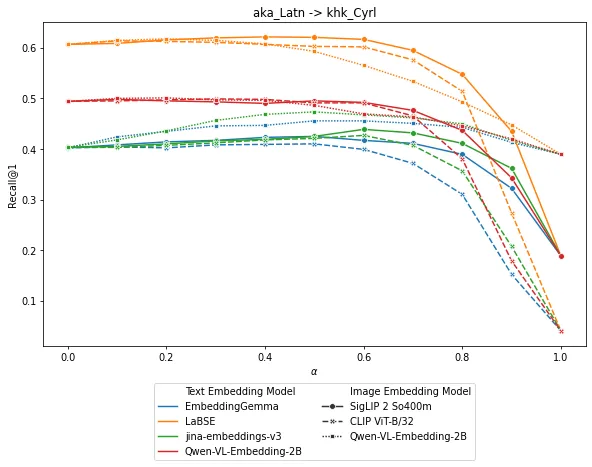 aka_Latn -> khk_Cyrl
Recall@1
0.6
0.5
0.4
0.3
0.2
0.1
0.0 0.2 0.4 0.6 0.8 1.0
α
Text Embedding Model Image Embedding Model
EmbeddingGemma SigLIP 2 So400m
LaBSE CLIP ViT-B/32
jina-embeddings-v3 Qwen-VL-Embedding-2B
Qwen-VL-Embedding-2B